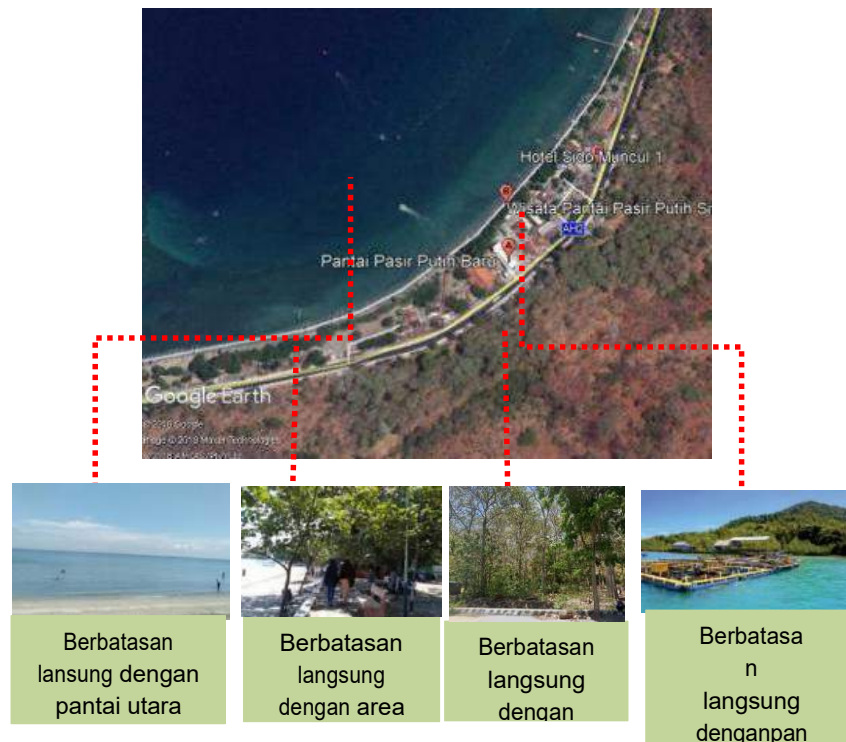 Hotel Sido Muncul 1
Wisata Pantai Pasir Putih
AH2
A
Pantai Pasir Putih Baru
Google Earth
Berbatasan
lansung dengan
pantai utara
Berbatasan
langsung
dengan area
Berbatasan
langsung
dengan
Berbatasa
n
langsung
denganpan